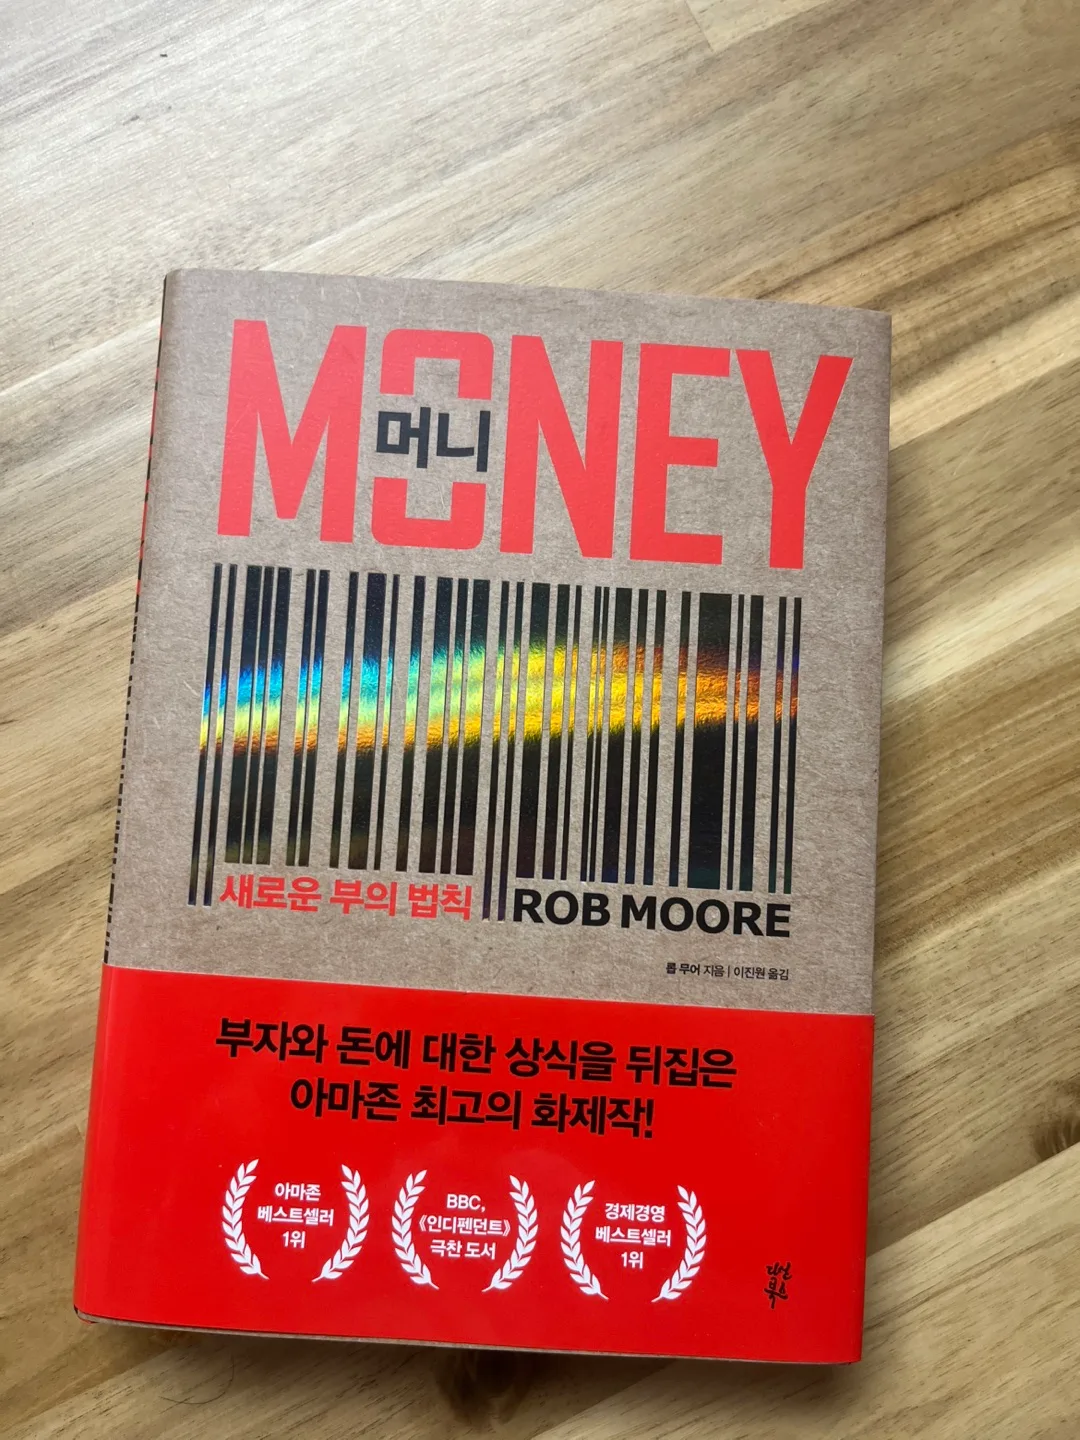 MONEY
머니
새로운 부의 법칙
ROB MOORE
롭 무어 지음 | 이진원 옮김
부자와 돈에 대한 상식을 뒤집은
아마존 최고의 화제작!
아마존
베스트셀러
1위
BBC,
《인디펜던트》
극찬 도서
경제경영
베스트셀러
1위
다산
북스